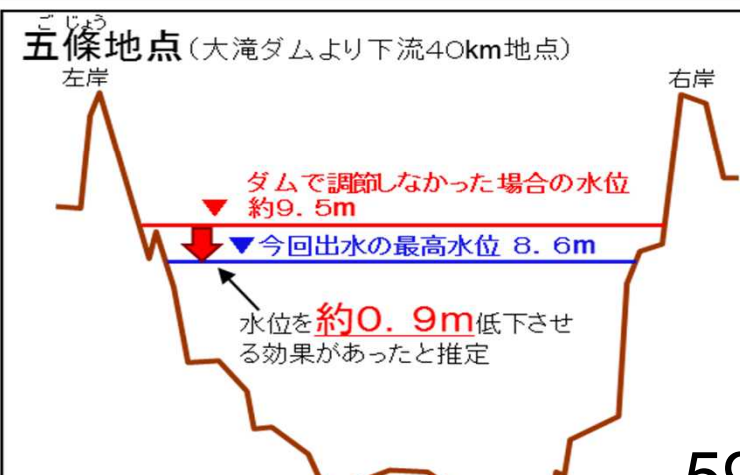 ごじょう
五條地点(大滝ダムより下流40km地点)
左岸
右岸
ダムで調節しなかった場合の水位
▼ 約9.5m
▼今回出水の最高水位 8.6m
水位を約0.9m低下させ
る効果があったと推定